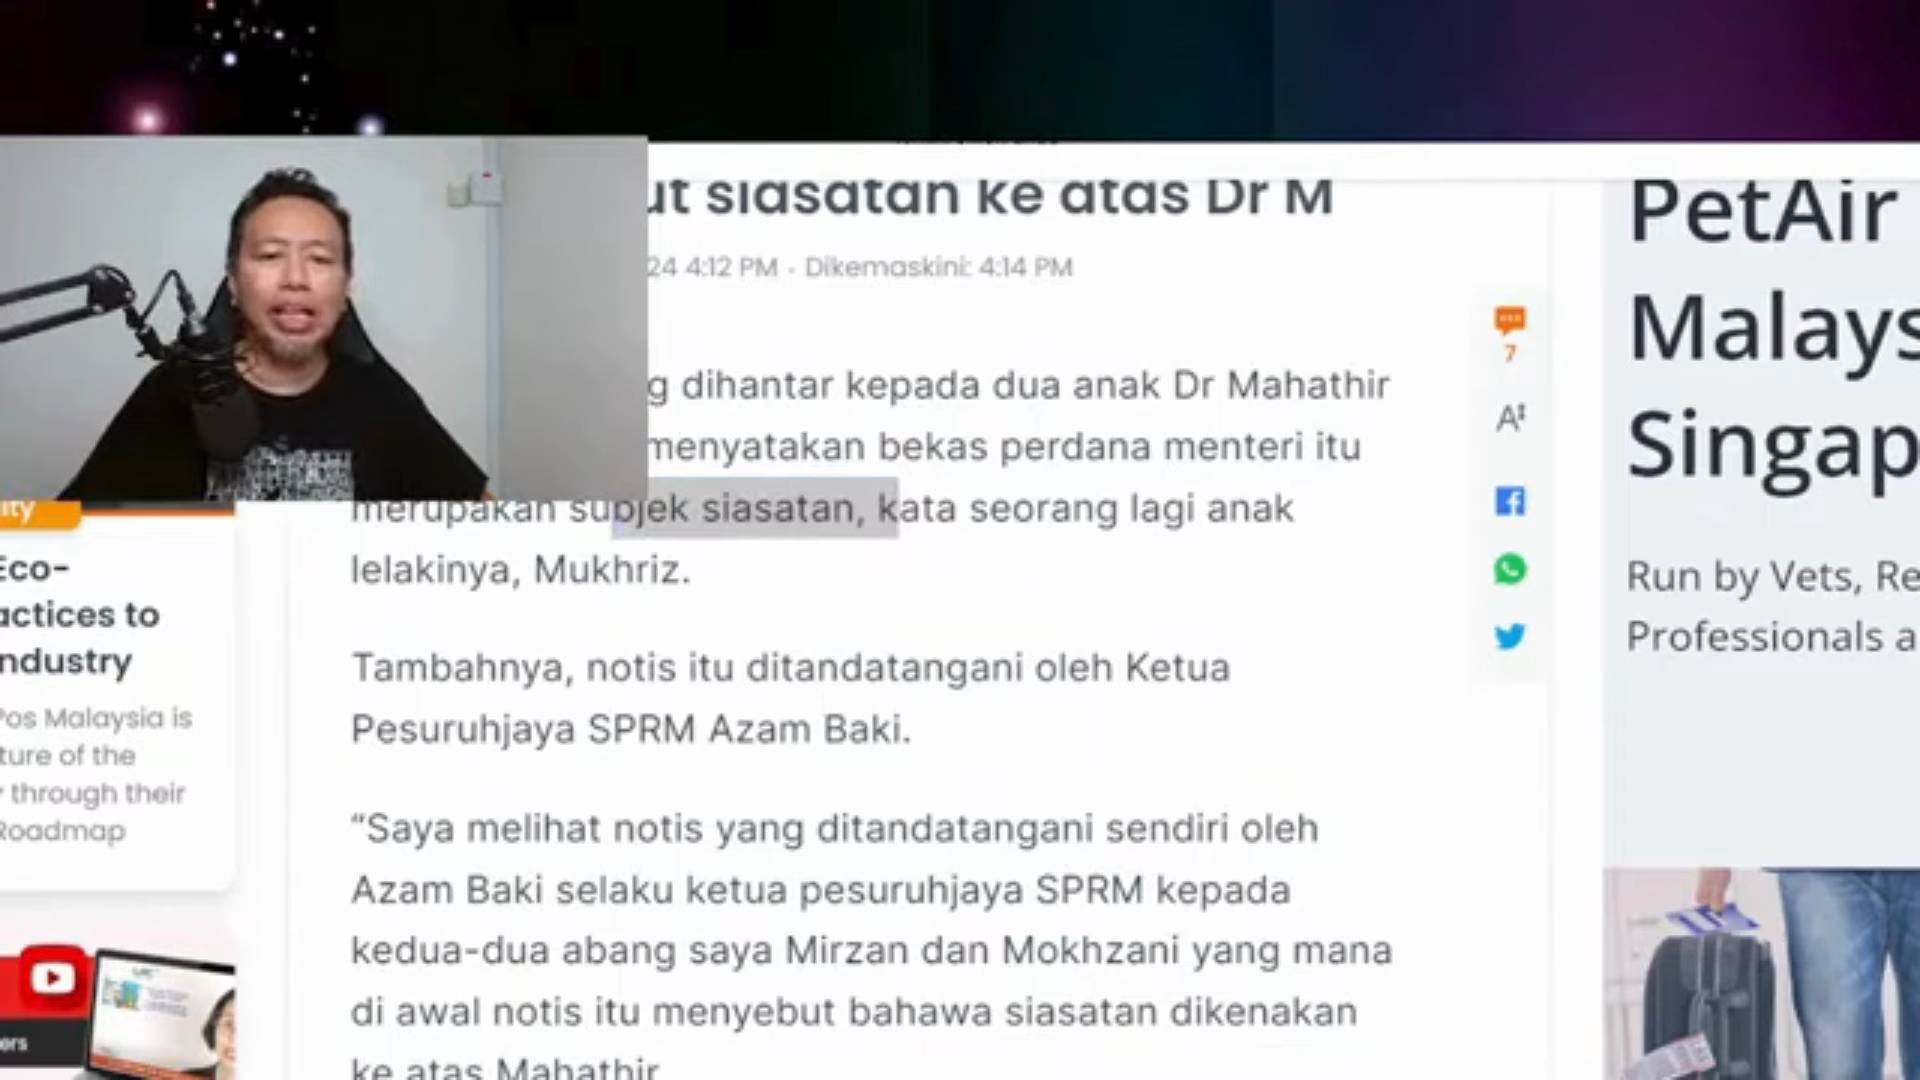 siasatan ke atas Dr M
24 4:12 PM - Dikemaskini: 4:14 PM
g dihantar kepada dua anak Dr Mahathir
menyatakan bekas perdana menteri itu
merupakan subjek siasatan, kata seorang lagi anak
lelakinya, Mukhriz.
Tambahnya, notis itu ditandatangani oleh Ketua
Pesuruhjaya SPRM Azam Baki.
“Saya melihat notis yang ditandatangani sendiri oleh
Azam Baki selaku ketua pesuruhjaya SPRM kepada
kedua-dua abang saya Mirzan dan Mokhzani yang mana
di awal notis itu menyebut bahawa siasatan dikenakan
ke atas Mahathir
7
PetAir
Malays
Singap
Run by Vets, Re
Professionals a
ity
Eco-
actices to
ndustry
Pos Malaysia is
ture of the
through their
Roadmap
ers